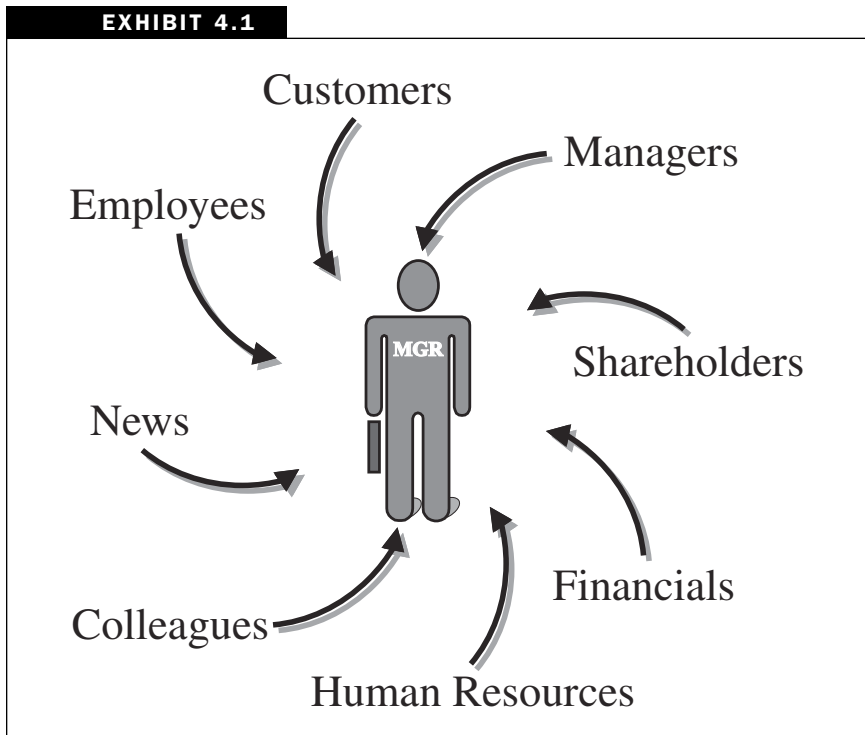 EXHIBIT 4.1
Customers
Managers
Employees
MGR
Shareholders
News
Financials
Colleagues
Human Resources